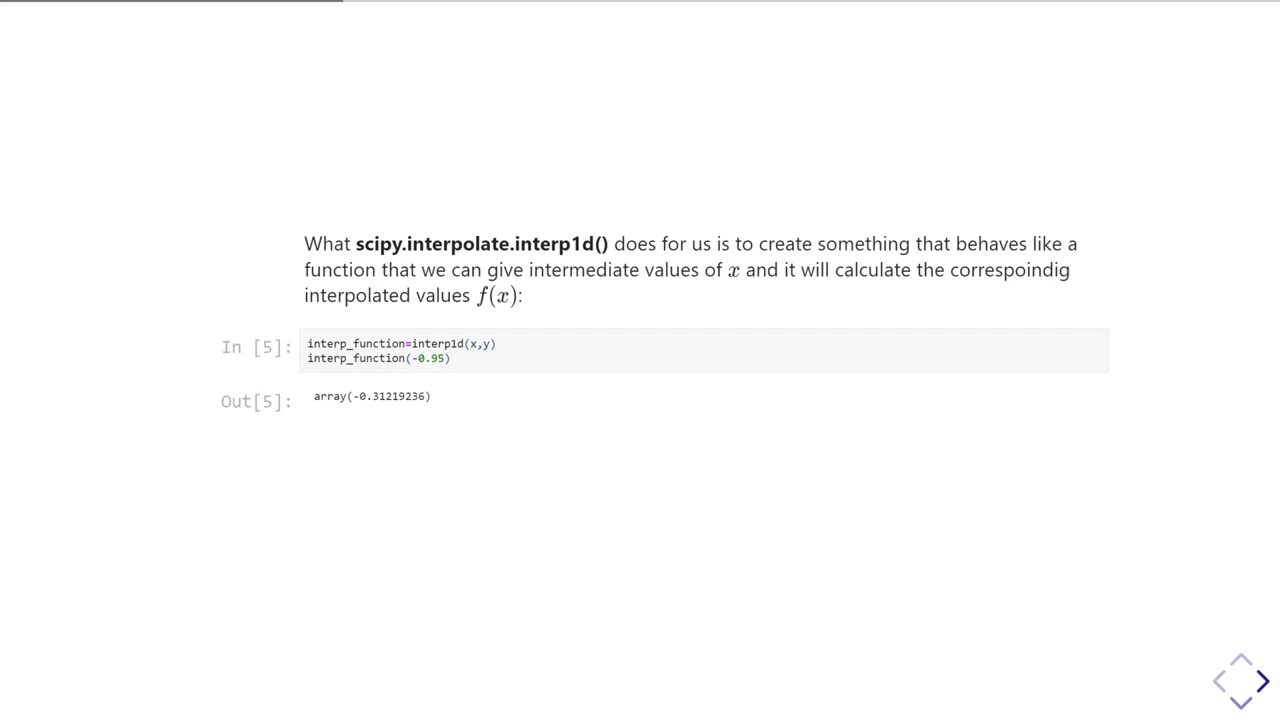 What scipy.interpolate.interp1d() does for us is to create something that behaves like a
function that we can give intermediate values of x and it will calculate the correspoindig
interpolated values f(x):
In [5]: interp_function=interp1d(x,y)
interp_function(-0.95)
Out[5]: array(-0.31219236)